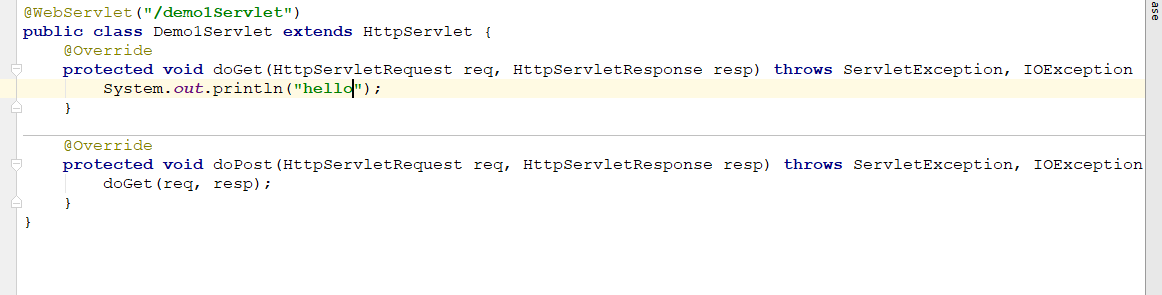 @WebServlet("/demo1Servlet")
public class Demo1Servlet extends HttpServlet {
@Override
protected void doGet(HttpServletRequest req, HttpServletResponse resp) throws ServletException, IOException
System.out.println("hello");
}
@Override
protected void doPost(HttpServletRequest req, HttpServletResponse resp) throws ServletException, IOException
doGet(req, resp);
}
}
ase